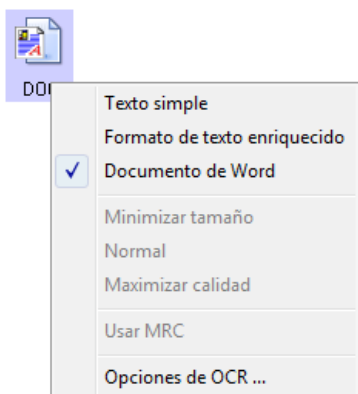 Texto simple
Formato de texto enriquecido
Documento de Word
Minimizar tamaño
Normal
Maximizar calidad
Usar MRC
Opciones de OCR ...